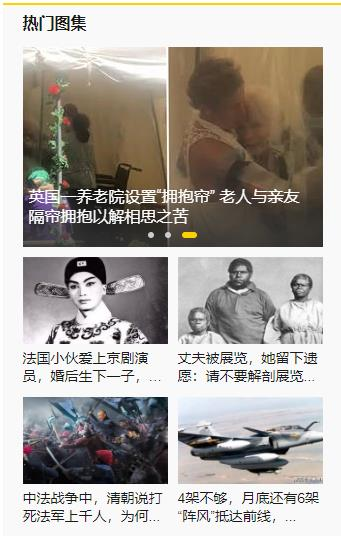 热门图集
英国一养老院设置“拥抱帘” 老人与亲友
隔帘拥抱以解相思之苦
法国小伙爱上京剧演
员，婚后生下一子，...
丈夫被展览，她留下遗
愿：请不要解剖展览...
中法战争中，清朝说打
死法军上千人，为何...
4架不够，月底还有6架
“阵风”抵达前线，...